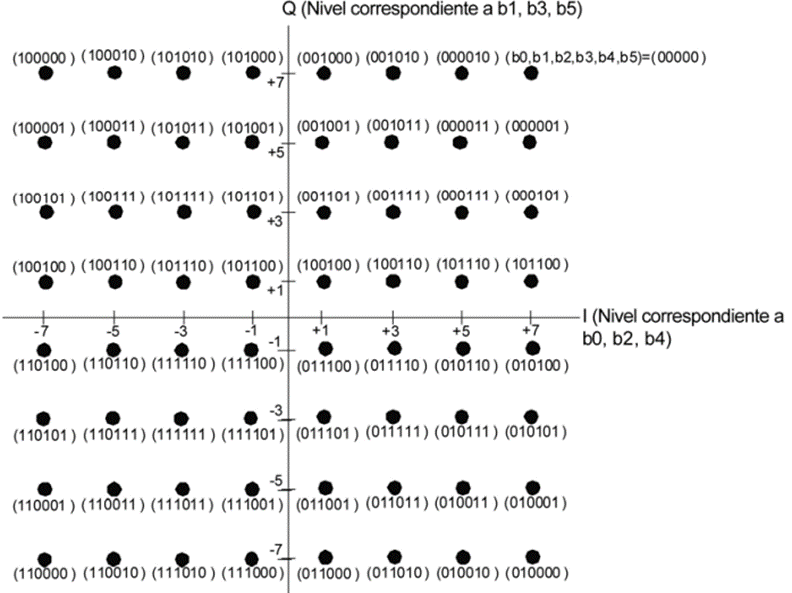 Q (Nivel correspondiente a b1, b3, b5)
(100000) (100010) (101010) (101000) (001000) (001010) (000010) (b0,b1,b2,b3,b4,b5)=(00000)
+7
(100001) (100011) (101011) (101001) (001001) (001011) (000011) (000001)
+5
(100101) (100111) (101111) (101101) (001101) (001111) (000111) (000101)
+3
(100100) (100110) (101110) (101100) (100100) (100110) (101110) (101100)
+1
I (Nivel correspondiente a
-7 -5 -3 -1 +1 +3 +5 +7
b0, b2, b4)
-1
(110100) (110110) (111110) (111100) (011100) (011110) (010110) (010100)
-3
(110101) (110111) (111111) (111101) (011101) (011111) (010111) (010101)
-5
(110001) (110011) (111011) (111001) (011001) (011011) (010011) (010001)
-7
(110000) (110010) (111010) (111000) (011000) (011010) (010010) (010000)